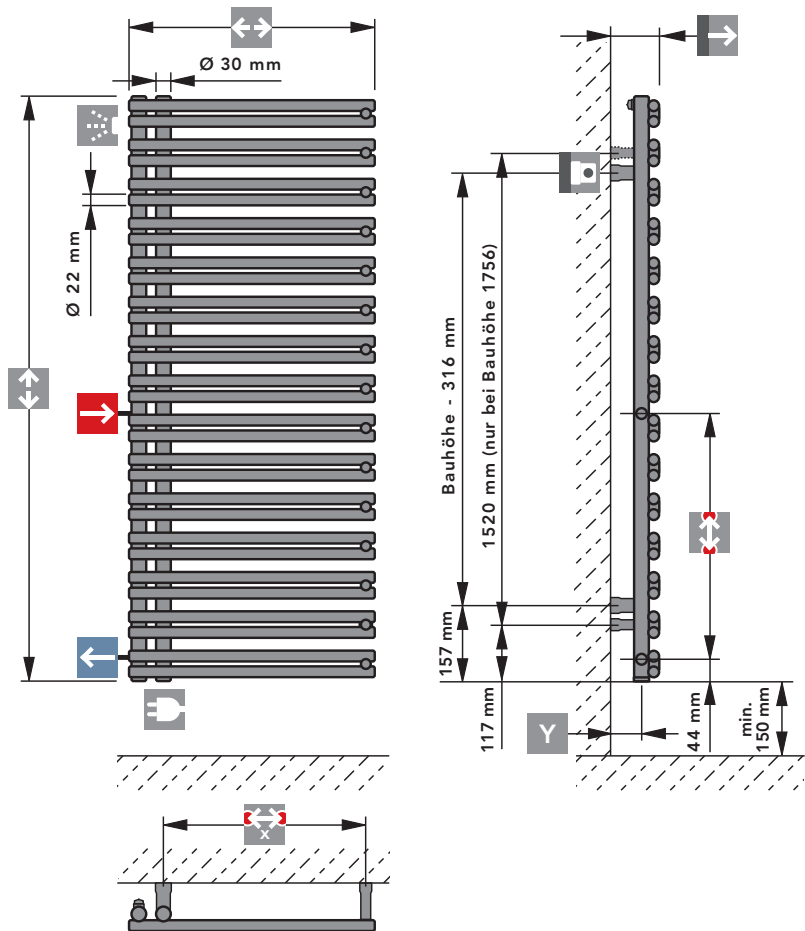 Ø 30 mm
Ø 22 mm
Bauhöhe - 316 mm
1520 mm (nur bei Bauhöhe 1756)
157 mm
117 mm
Y
44 mm
min.
150 mm
x